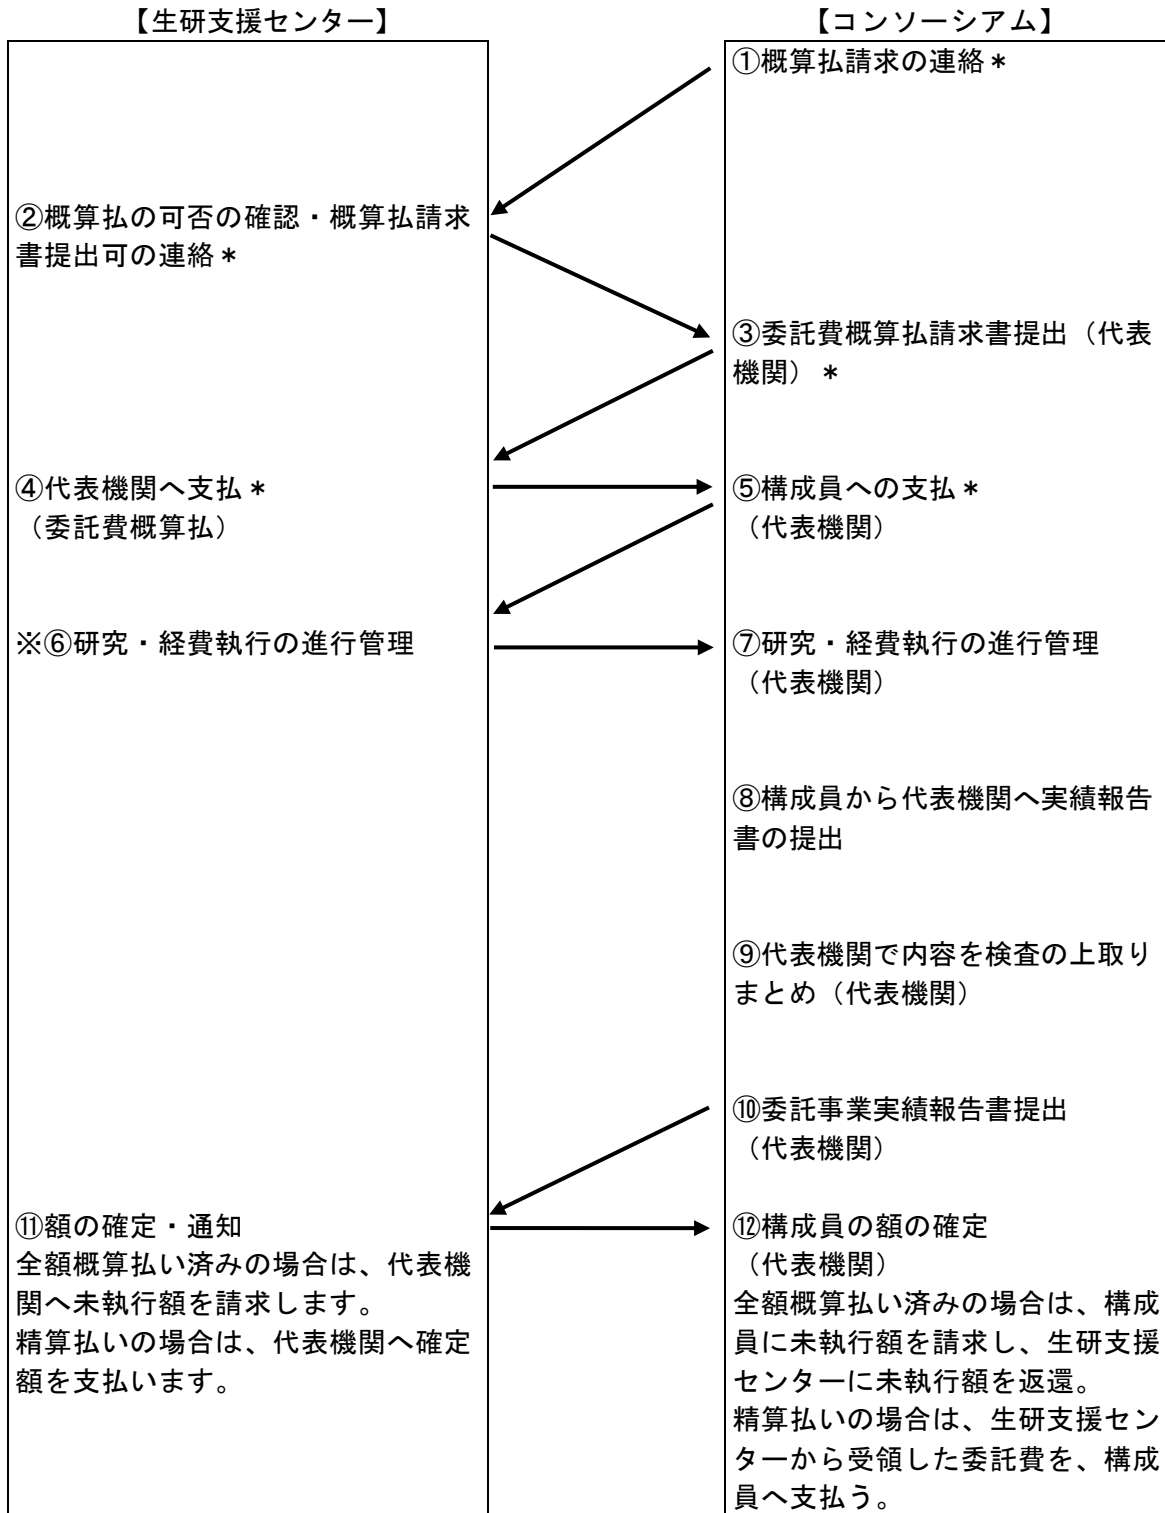 【生研支援センター】
【コンソーシアム】
①概算払請求の連絡＊
②概算払の可否の確認・概算払請求
書提出可の連絡＊
③委託費概算払請求書提出（代表
機関）＊
④代表機関へ支払＊
（委託費概算払）
⑤構成員への支払＊
（代表機関）
※⑥研究・経費執行の進行管理
⑦研究・経費執行の進行管理
（代表機関）
⑧構成員から代表機関へ実績報告
書の提出
⑨代表機関で内容を検査の上取り
まとめ（代表機関）
⑩委託事業実績報告書提出
（代表機関）
⑪額の確定・通知
全額概算払い済みの場合は、代表機
関へ未執行額を請求します。
精算払いの場合は、代表機関へ確定
額を支払います。
⑫構成員の額の確定
（代表機関）
全額概算払い済みの場合は、構成
員に未執行額を請求し、生研支援
センターに未執行額を返還。
精算払いの場合は、生研支援セン
ターから受領した委託費を、構成
員へ支払う。